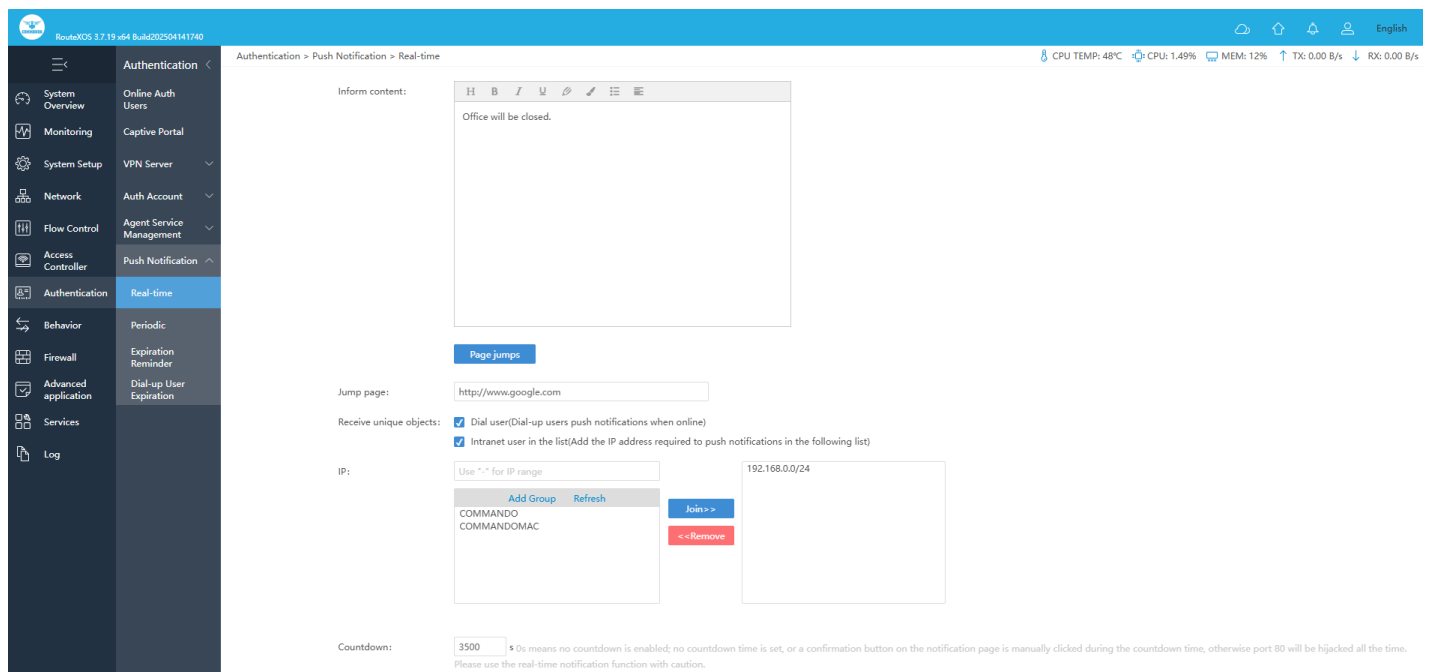 RouteXOS 3.7.19 x64 Build202504141740
English
Authentication
Authentication > Push Notification > Real-time
CPU TEMP: 48℃ CPU: 1.49% MEM: 12% TX: 0.00 B/s RX: 0.00 B/s
System
Overview
Monitoring
System Setup
Network
Flow Control
Access
Controller
Authentication
Behavior
Firewall
Advanced
application
Services
Log
Online Auth
Users
Captive Portal
VPN Server
Auth Account
Agent Service
Management
Push Notification
Real-time
Periodic
Expiration
Reminder
Dial-up User
Expiration
Inform content:
H B I U
Office will be closed.
Page jumps
Jump page: http://www.google.com
Receive unique objects: Dial user(Dial-up users push notifications when online)
Intranet user in the list(Add the IP address required to push notifications in the following list)
IP: Use "-" for IP range
Add Group Refresh
COMMANDO
COMMANDOMAC
Join>>
<<Remove
192.168.0.0/24
Countdown: 3500 s 0s means no countdown is enabled; no countdown time is set, or a confirmation button on the notification page is manually clicked during the countdown time, otherwise port 80 will be hijacked all the time.
Please use the real-time notification function with caution.